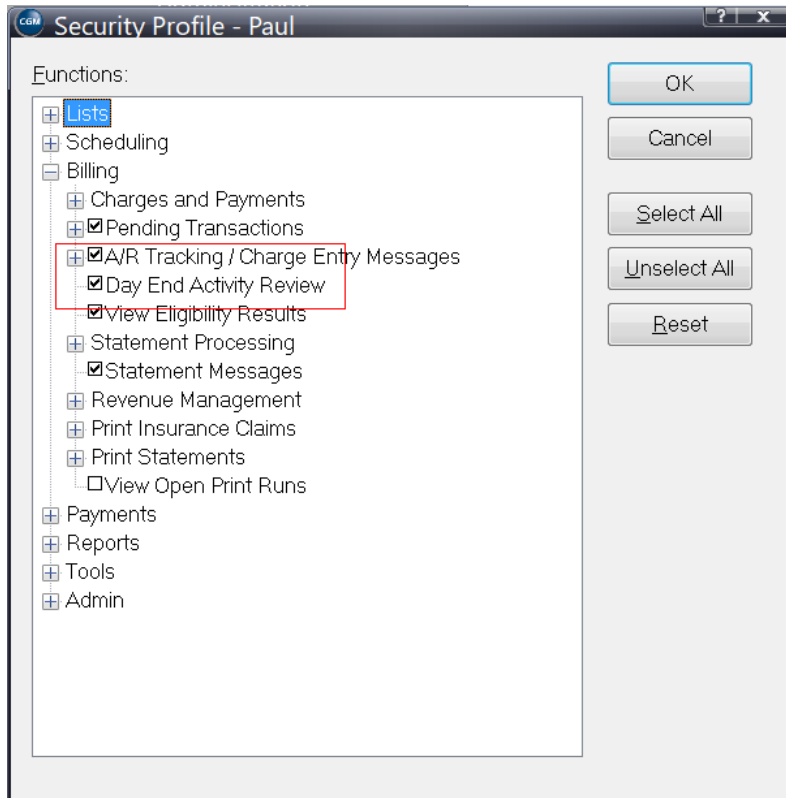 CGM
Security Profile - Paul
?
x
Functions:
Lists
Scheduling
Billing
Charges and Payments
Pending Transactions
A/R Tracking / Charge Entry Messages
Day End Activity Review
View Eligibility Results
Statement Processing
Statement Messages
Revenue Management
Print Insurance Claims
Print Statements
View Open Print Runs
Payments
Reports
Tools
Admin
OK
Cancel
Select All
Unselect All
Reset